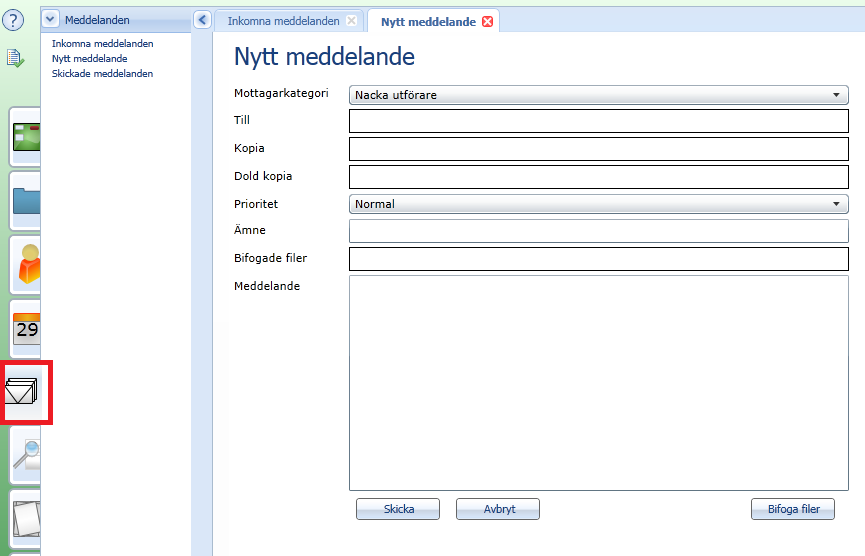 ?
Meddelanden
Inkomna meddelanden
Nytt meddelande
Skickade meddelanden
29
Inkomna meddelanden
Nytt meddelande
Nytt meddelande
Mottagarkategori Nacka utförare
Till
Kopia
Dold kopia
Prioritet Normal
Ämne
Bifogade filer
Meddelande
Skicka Avbryt Bifoga filer